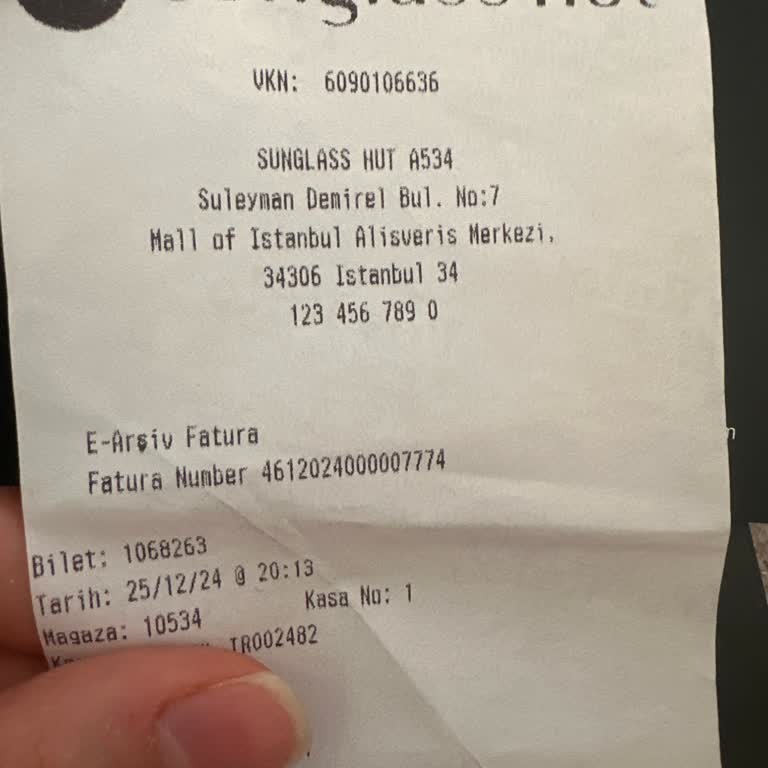 VKN: 6090106636
SUNGLASS HUT A534
Suleyman Demirel Bul. No:7
Mall of Istanbul Alisveris Merkezi,
34306 Istanbul 34
123 456 789 0
E-Arşiv Fatura
Fatura Number 4612024000007774
Bilet: 1068263
Tarih: 25/12/24 @ 20:13
Magaza: 10534 Kasa No: 1
TR002482